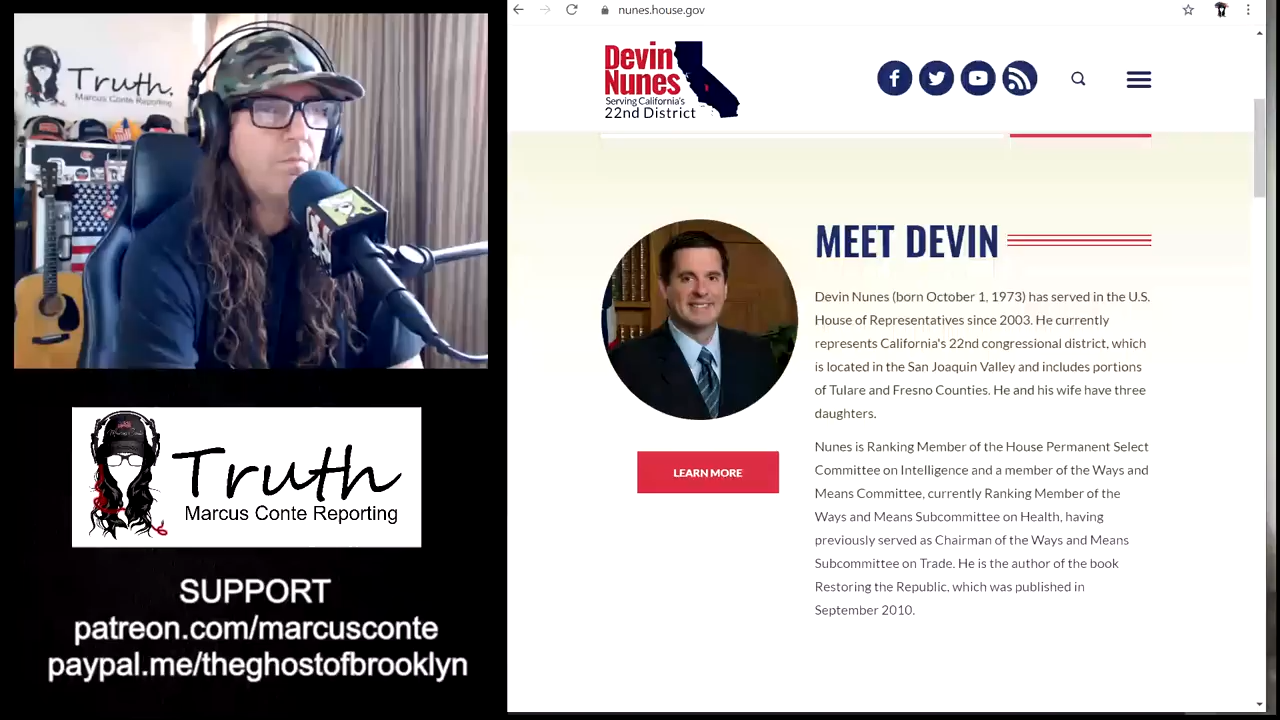 Truth.
Marcus Conte Reporting
Truth
Marcus Conte Reporting
SUPPORT
patreon.com/marcusconte
paypal.me/theghostofbrooklyn
nunes.house.gov
Devin
Nunes
Serving California's
22nd District
MEET DEVIN
Devin Nunes (born October 1, 1973) has served in the U.S.
House of Representatives since 2003. He currently
represents California's 22nd congressional district, which
is located in the San Joaquin Valley and includes portions
of Tulare and Fresno Counties. He and his wife have three
daughters.
Nunes is Ranking Member of the House Permanent Select
Committee on Intelligence and a member of the Ways and
Means Committee, currently Ranking Member of the
Ways and Means Subcommittee on Health, having
previously served as Chairman of the Ways and Means
Subcommittee on Trade. He is the author of the book
Restoring the Republic, which was published in
September 2010.
LEARN MORE